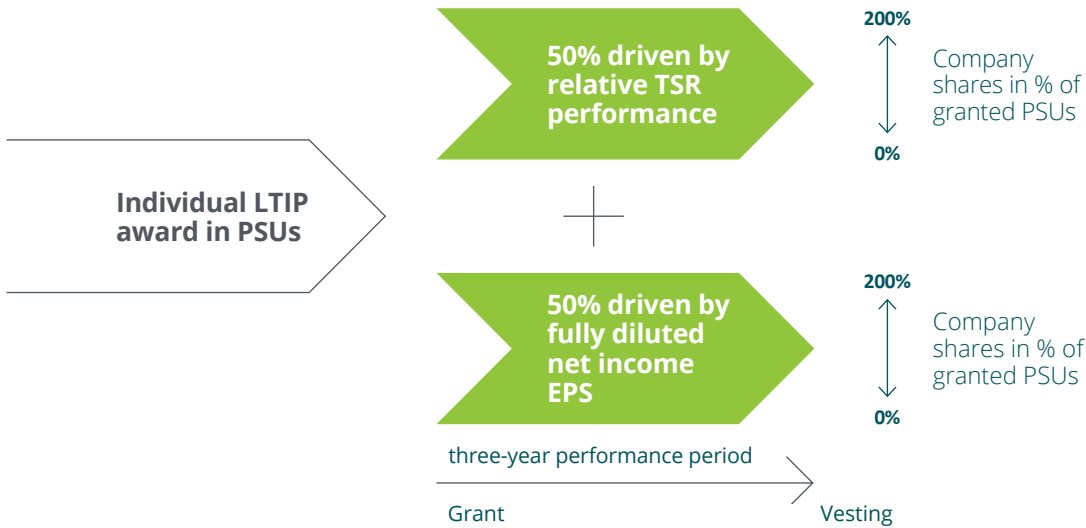 Individual LTIP
award in PSUs
50% driven by
relative TSR
performance
200%
0%
Company
shares in % of
granted PSUs
50% driven by
fully diluted
net income
EPS
200%
0%
Company
shares in % of
granted PSUs
three-year performance period
Grant
Vesting